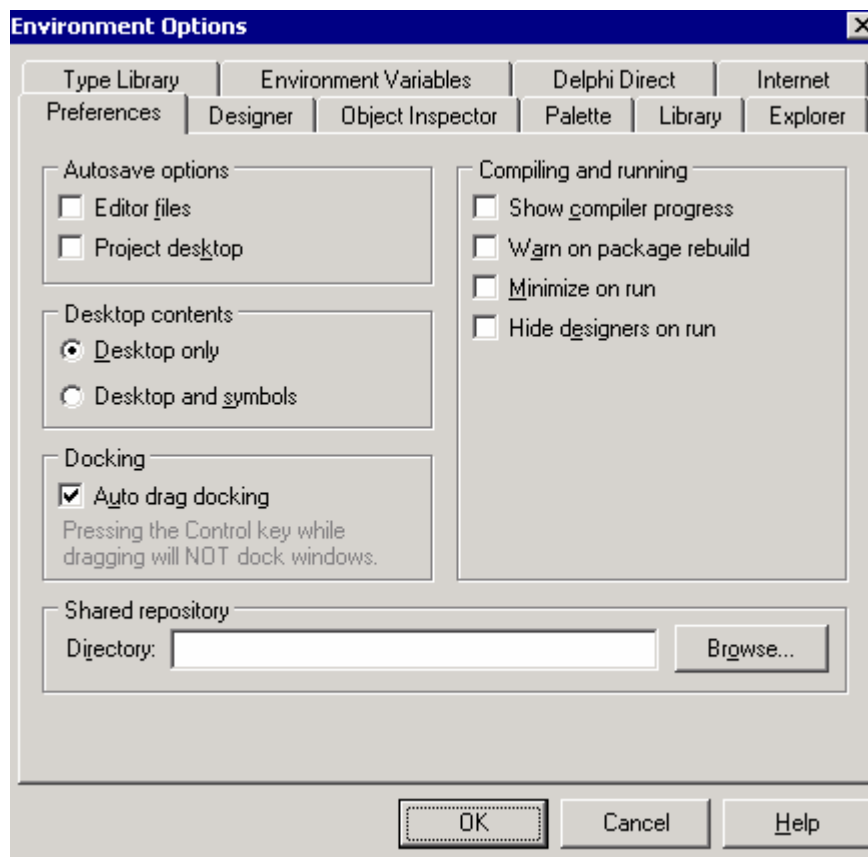 Environment Options
Type Library Environment Variables Delphi Direct Internet
Preferences Designer Object Inspector Palette Library Explorer
Autosave options
Editor files
Project desktop
Desktop contents
Desktop only
Desktop and symbols
Docking
Auto drag docking
Pressing the Control key while
dragging will NOT dock windows.
Compiling and running
Show compiler progress
Warn on package rebuild
Minimize on run
Hide designers on run
Shared repository
Directory: Browse...
OK Cancel Help